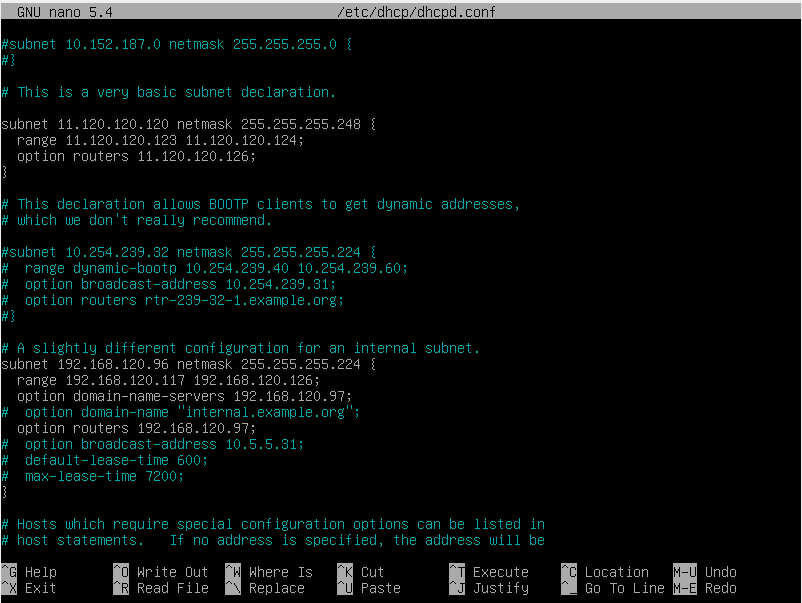 GNU nano 5.4 /etc/dhcp/dhcpd.conf
#subnet 10.152.187.0 netmask 255.255.255.0 {
#}
# This is a very basic subnet declaration.
subnet 11.120.120.120 netmask 255.255.255.248 {
range 11.120.120.123 11.120.120.124;
option routers 11.120.120.126;
}
# This declaration allows BOOTP clients to get dynamic addresses,
# which we don't really recommend.
#subnet 10.254.239.32 netmask 255.255.255.224 {
#  range dynamic-bootp 10.254.239.40 10.254.239.60;
#  option broadcast-address 10.254.239.31;
#  option routers rtr-239-32-1.example.org;
#}
# A slightly different configuration for an internal subnet.
subnet 192.168.120.96 netmask 255.255.255.224 {
range 192.168.120.117 192.168.120.126;
option domain-name-servers 192.168.120.97;
#  option domain-name "internal.example.org";
option routers 192.168.120.97;
#  option broadcast-address 10.5.5.31;
#  default-lease-time 600;
#  max-lease-time 7200;
}
# Hosts which require special configuration options can be listed in
# host statements.   If no address is specified, the address will be
^G Help ^O Write Out ^W Where Is ^K Cut ^T Execute ^C Location M-U Undo
^X Exit ^R Read File ^\ Replace ^U Paste ^J Justify ^_ Go To Line M-E Redo